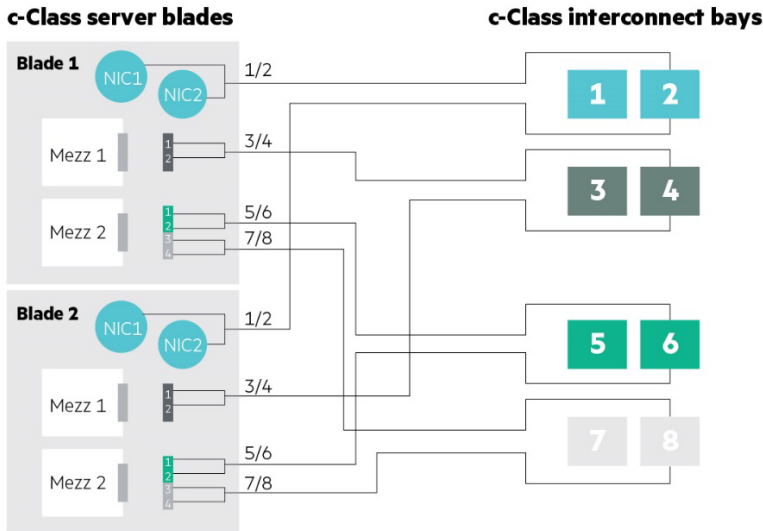 c-Class server blades
c-Class interconnect bays
Blade 1
NIC1
NIC2
1/2
Mezz 1
1
2
3/4
Mezz 2
1
2
3
4
5/6
7/8
Blade 2
NIC1
NIC2
1/2
Mezz 1
1
2
3/4
Mezz 2
1
2
3
4
5/6
7/8
1 2
3 4
5 6
7 8